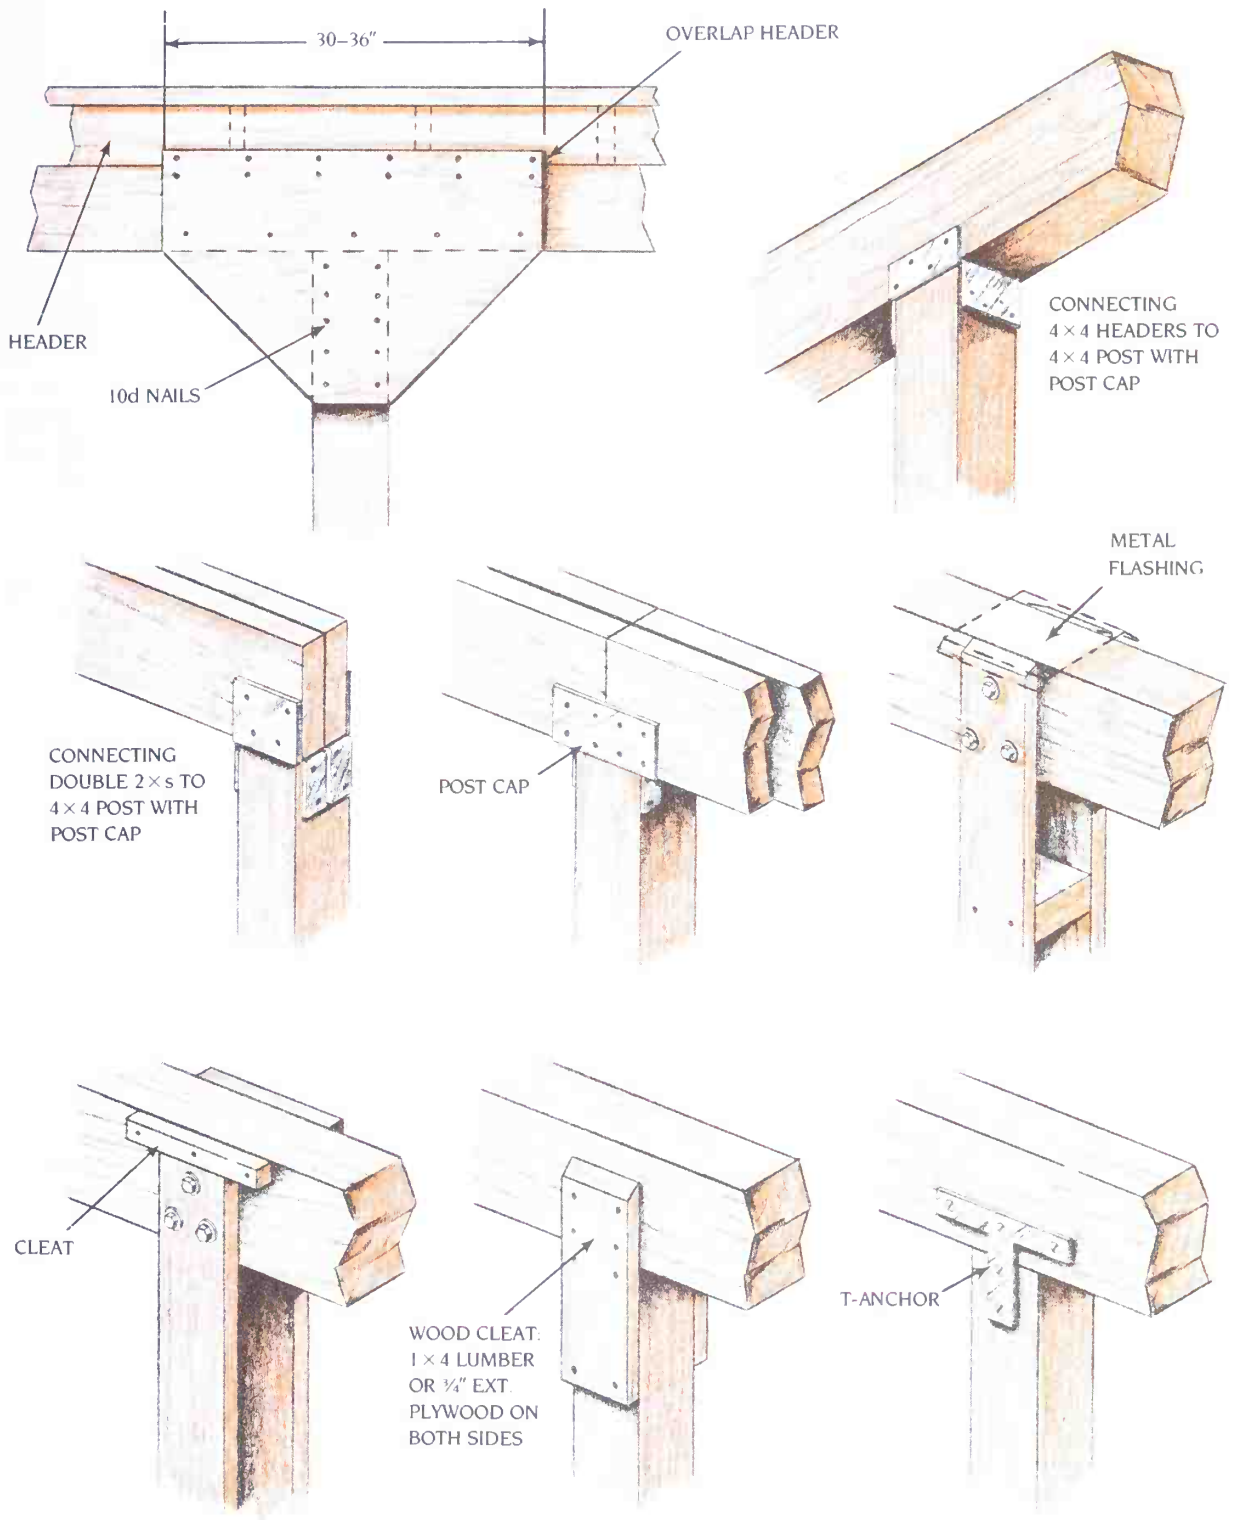 30–36"
OVERLAP HEADER
HEADER
10d NAILS
CONNECTING
4 × 4 HEADERS TO
4 × 4 POST WITH
POST CAP
METAL
FLASHING
CONNECTING
DOUBLE 2 × s TO
4 × 4 POST WITH
POST CAP
POST CAP
CLEAT
WOOD CLEAT:
1 × 4 LUMBER
OR ¾" EXT.
PLYWOOD ON
BOTH SIDES
T-ANCHOR